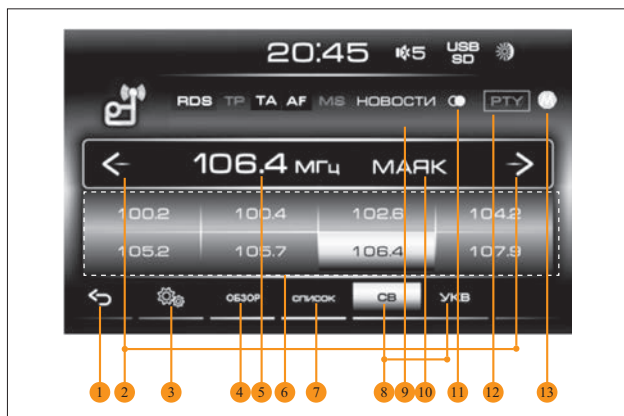 20:45 5 USB SD
RDS TP TA AF MS НОВОСТИ PTY M
106.4 МГц МАЯК
100.2 100.4 102.6 104.2
105.2 105.7 106.4 107.9
ОБЗОР СПИСОК СВ УКВ
1 2 3 4 5 6 7 8 9 10 11 12 13